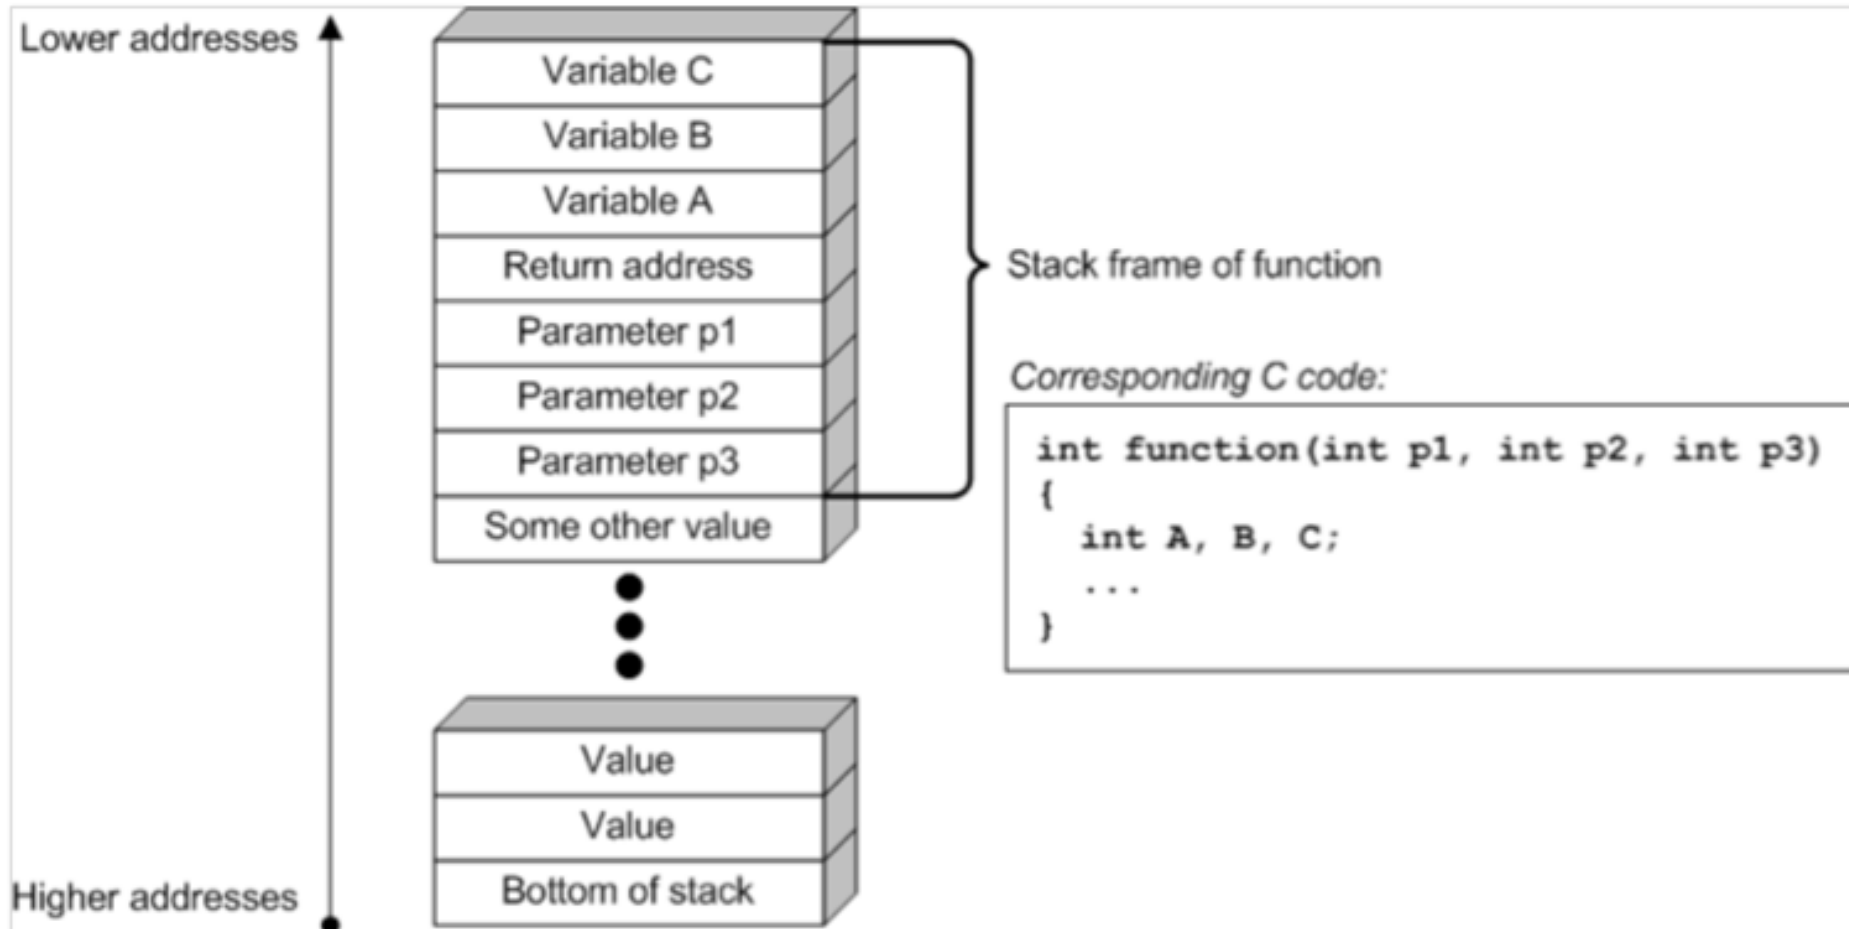 Lower addresses
Variable C
Variable B
Variable A
Return address
Parameter p1
Parameter p2
Parameter p3
Some other value
Stack frame of function
Corresponding C code:
int function(int p1, int p2, int p3)
{
int A, B, C;
...
}
Value
Value
Bottom of stack
Higher addresses